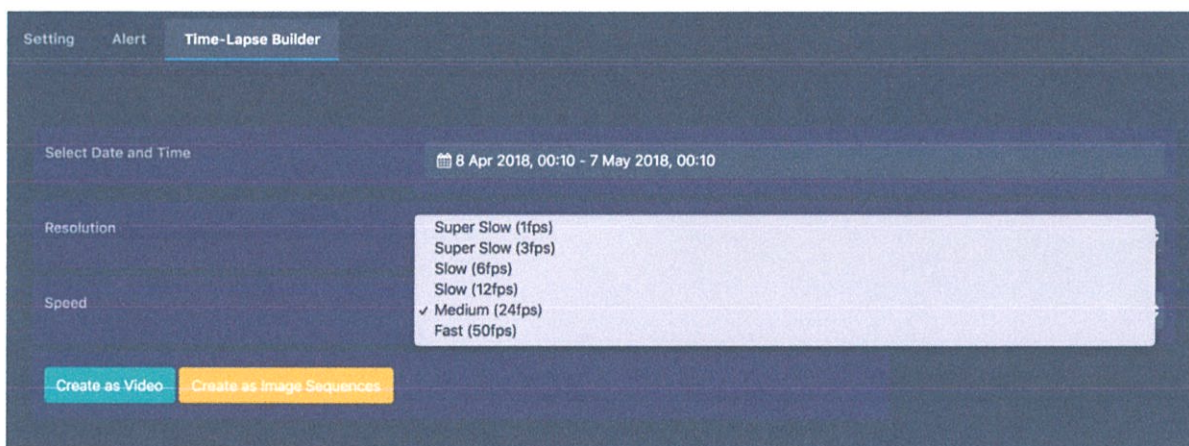 Setting Alert Time-Lapse Builder
Select Date and Time
8 Apr 2018, 00:10 - 7 May 2018, 00:10
Resolution
Super Slow (1fps)
Super Slow (3fps)
Slow (6fps)
Slow (12fps)
Speed
✓ Medium (24fps)
Fast (50fps)
Create as Video Create as Image Sequences